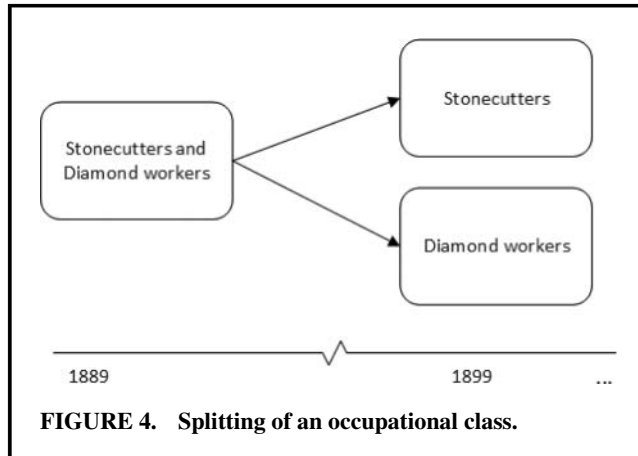 Stonecutters
Stonecutters and
Diamond workers
Diamond workers
1889
1899
...
FIGURE 4. Splitting of an occupational class.